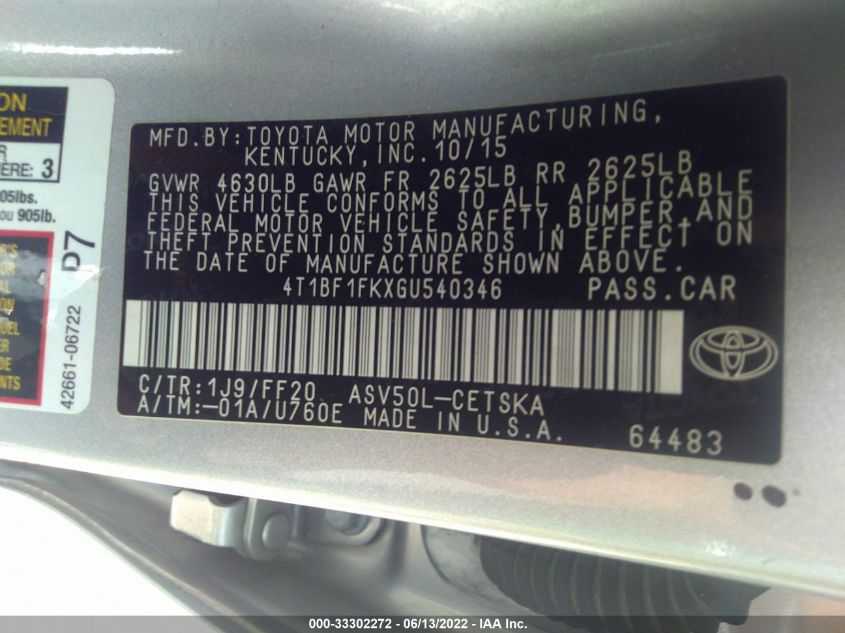 ON
EMENT
R
ERE: 3
05lbs.
ou 905lb.
P7
42661-06722
MFD.BY:TOYOTA MOTOR MANUFACTURING,
KENTUCKY,INC.10/15
GVWR 4630LB GAWR FR 2625LB RR 2625LB
THIS VEHICLE CONFORMS TO ALL APPLICABLE
FEDERAL MOTOR VEHICLE SAFETY,BUMPER,AND
THEFT PREVENTION STANDARDS IN EFFECT ON
THE DATE OF MANUFACTURE SHOWN ABOVE.
4T1BF1FKXGU540346 PASS.CAR
C/TR:1J9/FF20 ASV50L-CETSKA
A/TM:-01A/U760E MADE IN U.S.A. 64483
000-33302272 - 06/13/2022 - IAA Inc.